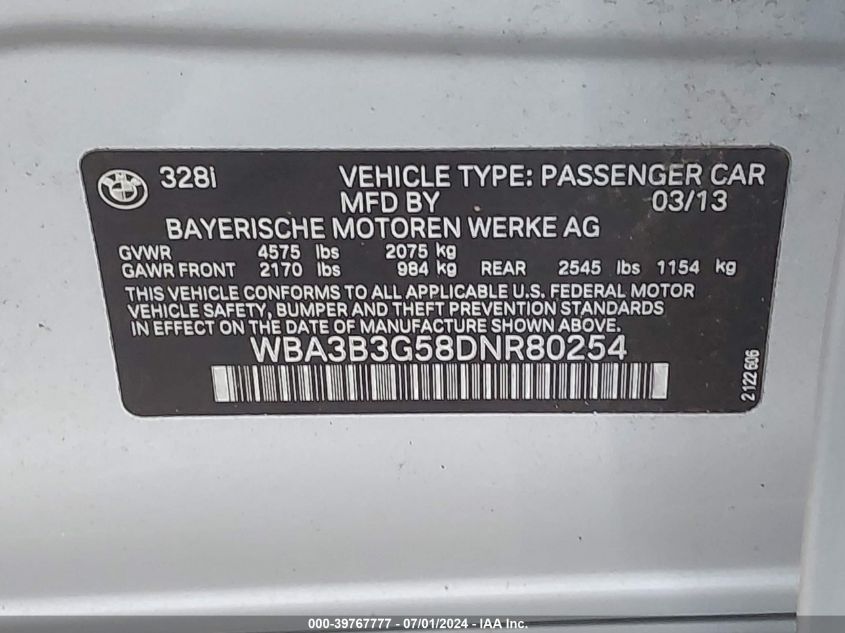 328i VEHICLE TYPE: PASSENGER CAR
MFD BY 03/13
BAYERISCHE MOTOREN WERKE AG
GVWR 4575 lbs 2075 kg
GAWR FRONT 2170 lbs 984 kg REAR 2545 lbs 1154 kg
THIS VEHICLE CONFORMS TO ALL APPLICABLE U.S. FEDERAL MOTOR
VEHICLE SAFETY, BUMPER AND THEFT PREVENTION STANDARDS
IN EFFECT ON THE DATE OF MANUFACTURE SHOWN ABOVE.
WBA3B3G58DNR80254
2 122 606
000-39767777 - 07/01/2024 - IAA Inc.